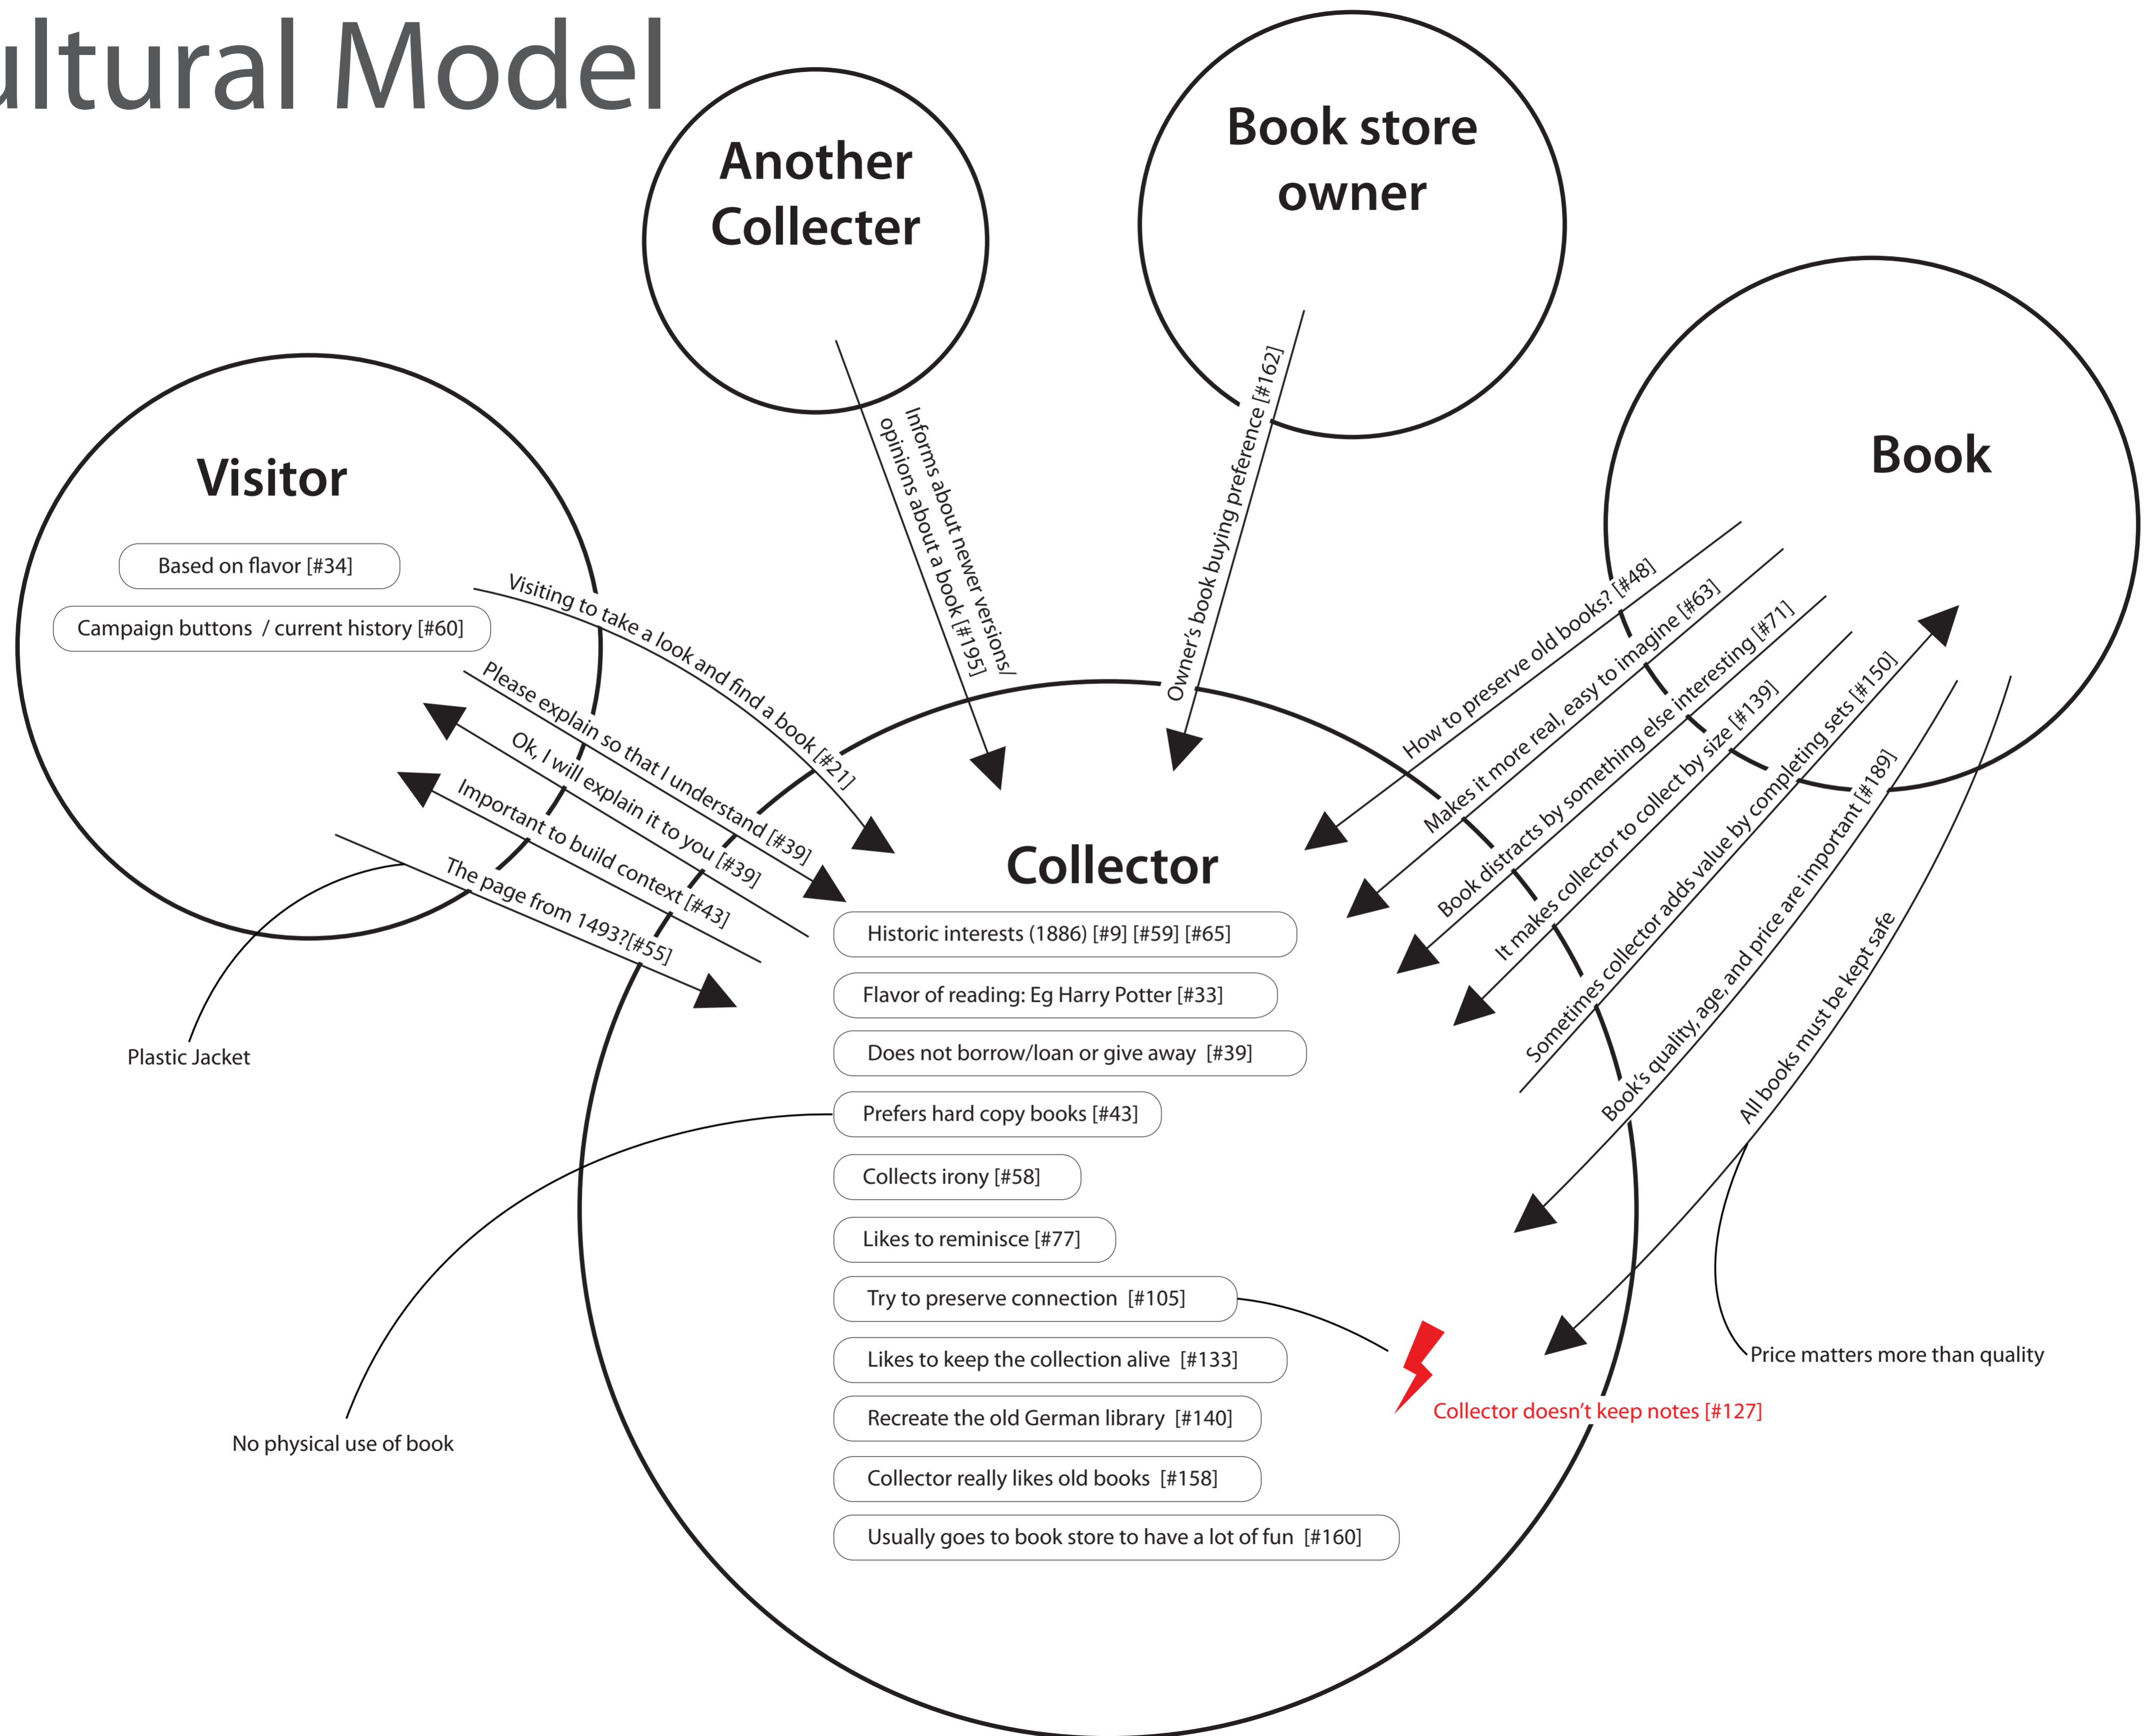 ultural Model
Another
Collecter
Book store
owner
Book
Visitor
Based on flavor [#34]
Campaign buttons / current history [#60]
Visiting to take a look and find a book [#21]
Please explain so that I understand [#39]
Ok, I will explain it to you [#39]
Important to build context [#43]
The page from 1493?[#55]
Plastic Jacket
Informs about newer versions/
opinions about a book [#195]
Owner's book buying preference [#162]
How to preserve old books? [#48]
Makes it more real, easy to imagine [#63]
Book distracts by something else interesting [#71]
It makes collector to collect by size [#139]
Sometimes collector adds value by completing sets [#150]
Book's quality, age, and price are important [#189]
All books must be kept safe
Price matters more than quality
Collector
Historic interests (1886) [#9] [#59] [#65]
Flavor of reading: Eg Harry Potter [#33]
Does not borrow/loan or give away [#39]
Prefers hard copy books [#43]
Collects irony [#58]
Likes to reminisce [#77]
Try to preserve connection [#105]
Likes to keep the collection alive [#133]
Recreate the old German library [#140]
Collector really likes old books [#158]
Usually goes to book store to have a lot of fun [#160]
Collector doesn't keep notes [#127]
No physical use of book